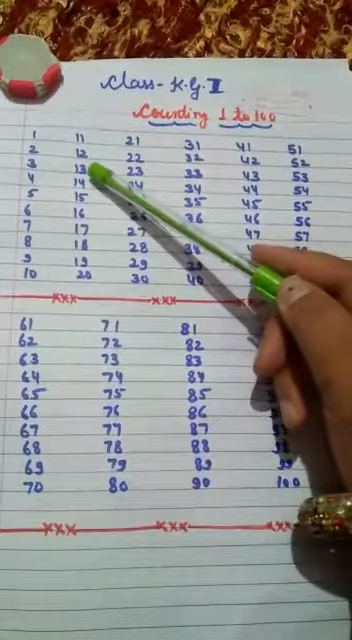 Class- K.G I
Counting 1 to 100
1 11 21 31 41 51
2 12 22 32 42 52
3 13 23 33 43 53
4 14 24 34 44 54
5 15 35 45 55
6 16 26 36 46 56
7 17 27 47 57
8 18 28 38
9 19 29
10 20 30 40
xxx xxx
61 71 81
62 72 82
63 73 83
64 74 84
65 75 85
66 76 86
67 77 87
68 78 88
69 79 89 99
70 80 90 100
xxx xxx xxx